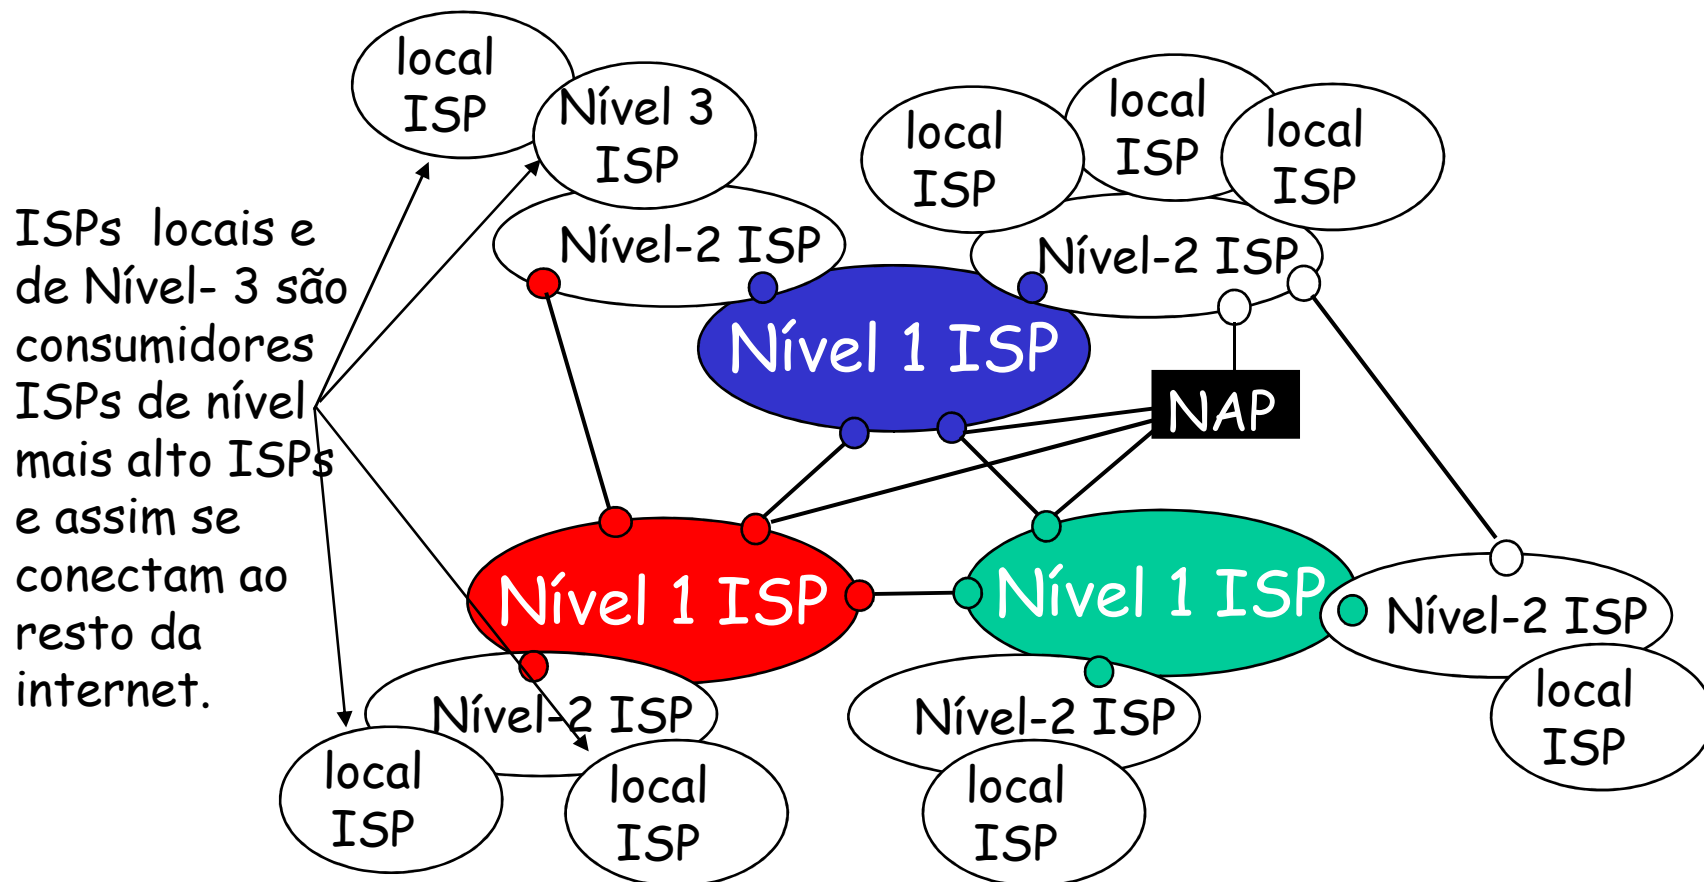 local
ISP
Nível 3
ISP
local
ISP
local
ISP
local
ISP
ISPs locais e
de Nível- 3 são
consumidores
ISPs de nível
mais alto ISPs
e assim se
conectam ao
resto da
internet.
Nível-2 ISP
Nível-2 ISP
Nível 1 ISP
NAP
Nível 1 ISP
Nível 1 ISP
Nível-2 ISP
Nível-2 ISP
Nível-2 ISP
local
ISP
local
ISP
local
ISP
local
ISP